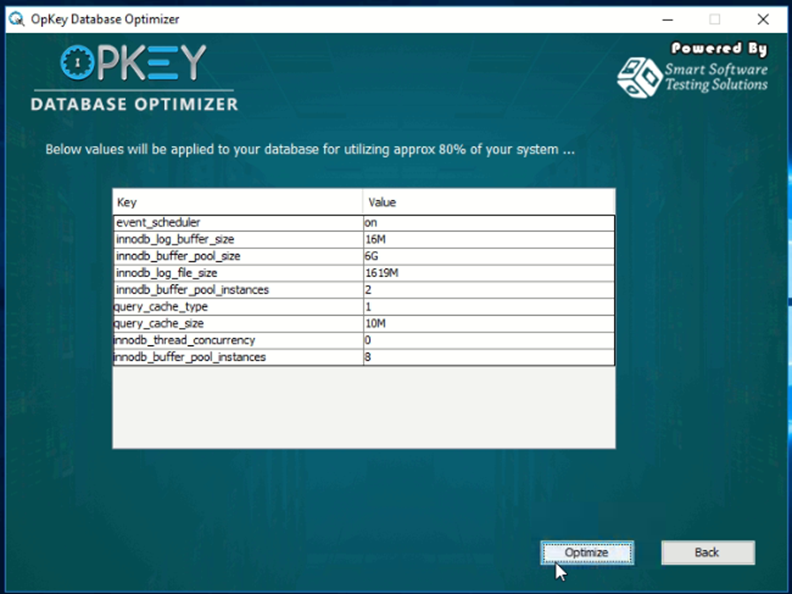 OpKey Database Optimizer
OPKEY
DATABASE OPTIMIZER
Powered By
Smart Software
Testing Solutions
Below values will be applied to your database for utilizing approx 80% of your system ...
Key Value
event_scheduler on
innodb_log_buffer_size 16M
innodb_buffer_pool_size 6G
innodb_log_file_size 1619M
innodb_buffer_pool_instances 2
query_cache_type 1
query_cache_size 10M
innodb_thread_concurrency 0
innodb_buffer_pool_instances 8
Optimize Back